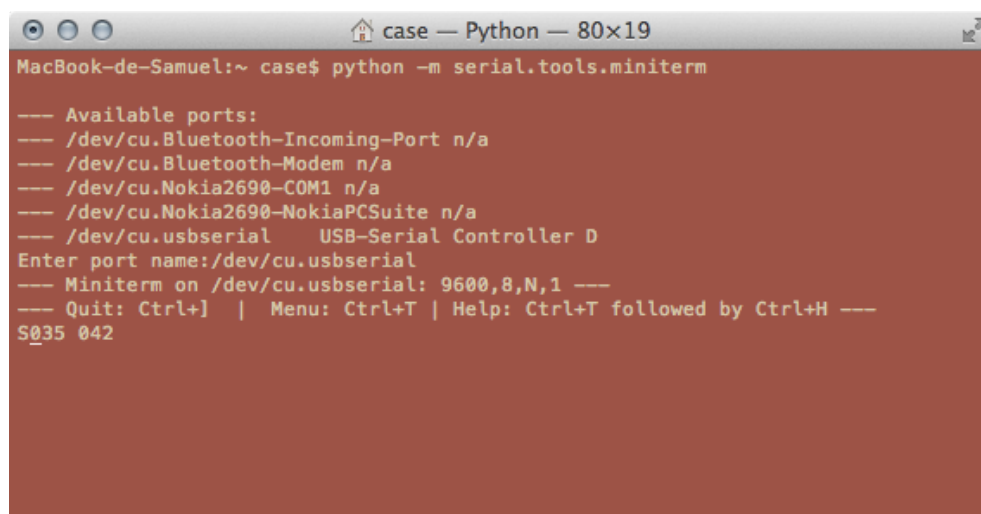 case — Python — 80×19
MacBook-de-Samuel:~ case$ python -m serial.tools.miniterm
--- Available ports:
--- /dev/cu.Bluetooth-Incoming-Port n/a
--- /dev/cu.Bluetooth-Modem n/a
--- /dev/cu.Nokia2690-COM1 n/a
--- /dev/cu.Nokia2690-NokiaPCSuite n/a
--- /dev/cu.usbserial    USB-Serial Controller D
Enter port name:/dev/cu.usbserial
--- Miniterm on /dev/cu.usbserial: 9600,8,N,1 ---
--- Quit: Ctrl+]  |  Menu: Ctrl+T | Help: Ctrl+T followed by Ctrl+H ---
S035 042